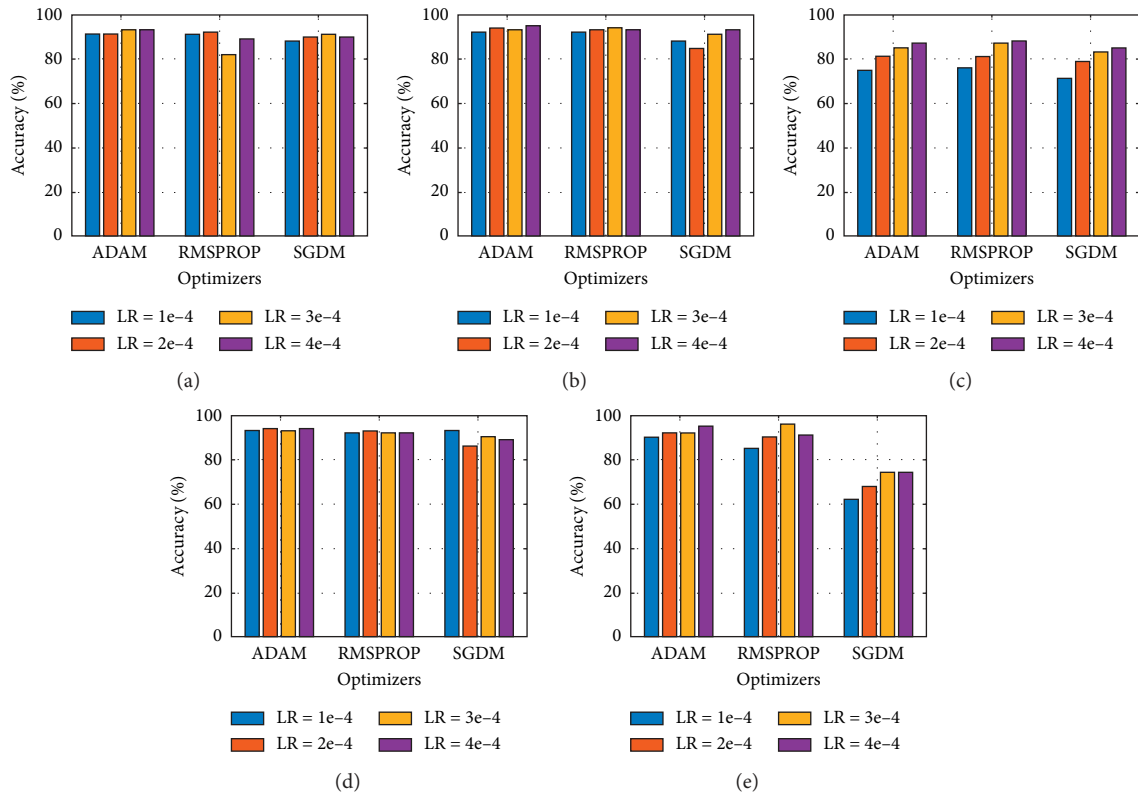 100
80
60
40
20
0
Accuracy (%)
ADAM RMSPROP SGDM
Optimizers
LR = 1e–4 LR = 3e–4
LR = 2e–4 LR = 4e–4
(a)
100
80
60
40
20
0
Accuracy (%)
ADAM RMSPROP SGDM
Optimizers
LR = 1e–4 LR = 3e–4
LR = 2e–4 LR = 4e–4
(b)
100
80
60
40
20
0
Accuracy (%)
ADAM RMSPROP SGDM
Optimizers
LR = 1e–4 LR = 3e–4
LR = 2e–4 LR = 4e–4
(c)
100
80
60
40
20
0
Accuracy (%)
ADAM RMSPROP SGDM
Optimizers
LR = 1e–4 LR = 3e–4
LR = 2e–4 LR = 4e–4
(d)
100
80
60
40
20
0
Accuracy (%)
ADAM RMSPROP SGDM
Optimizers
LR = 1e–4 LR = 3e–4
LR = 2e–4 LR = 4e–4
(e)